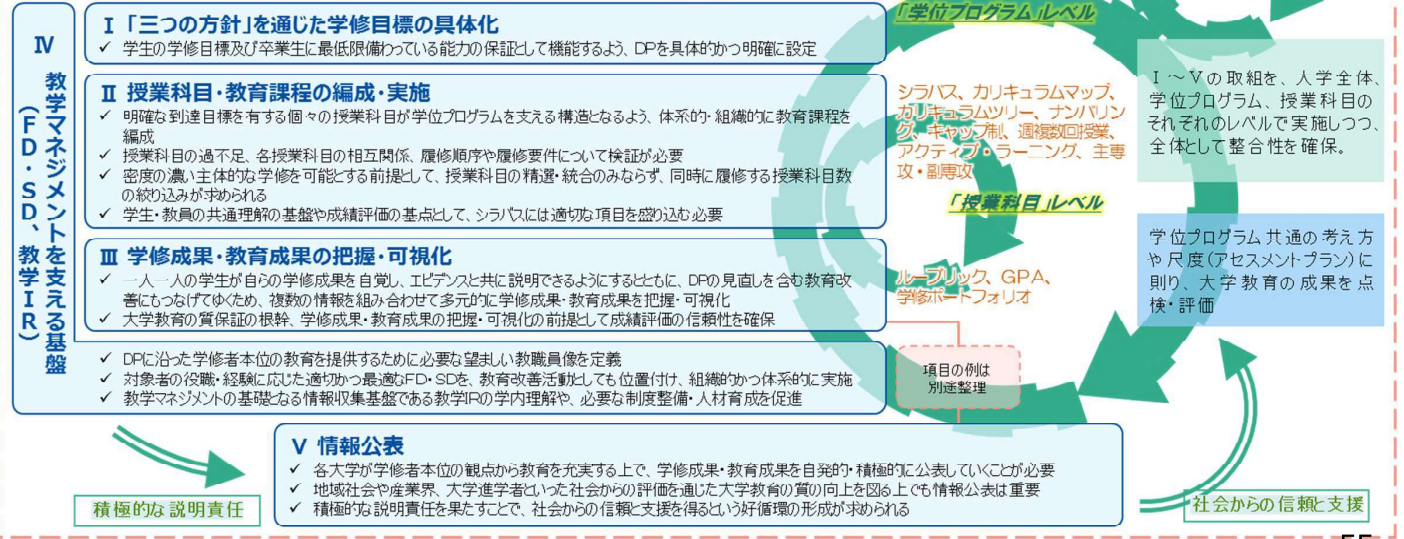 Ⅰ 「三つの方針」を通じた学修目標の具体化
✓ 学生の学修目標及び卒業生に最低限備わっている能力の保証として機能するよう、DPを具体的かつ明確に設定
Ⅱ 授業科目・教育課程の編成・実施
✓ 明確な到達目標を有する個々の授業科目が学位プログラムを支える構造となるよう、体系的・組織的に教育課程を
編成
✓ 授業科目の過不足、各授業科目の相互関係、履修順序や履修要件について検証が必要
✓ 密度の濃い主体的な学修を可能とする前提として、授業科目の精選・統合のみならず、同時に履修する授業科目数
の絞り込みが求められる
✓ 学生・教員の共通理解の基盤や成績評価の基点として、シラバスには適切な項目を盛り込む必要
Ⅲ 学修成果・教育成果の把握・可視化
✓ 一人一人の学生が自らの学修成果を自覚し、エビデンスと共に説明できるようにするとともに、DPの見直しを含む教育改
善にもつなげてゆくため、複数の情報を組み合わせて多元的に学修成果・教育成果を把握・可視化
✓ 大学教育の質保証の根幹、学修成果・教育成果の把握・可視化の前提として成績評価の信頼性を確保
Ⅳ
教学マネジメントを支える基盤
（FD・SD、教学IR）
✓ DPに沿った学修者本位の教育を提供するために必要な望ましい教職員像を定義
✓ 対象者の役職・経験に応じた適切かつ最適なFD・SDを、教育改善活動としても位置付け、組織的かつ体系的に実施
✓ 教学マネジメントの基礎となる情報収集基盤である教学IRの学内理解や、必要な制度整備・人材育成を促進
Ⅴ 情報公表
✓ 各大学が学修者本位の観点から教育を充実する上で、学修成果・教育成果を自発的・積極的に公表していくことが必要
✓ 地域社会や産業界、大学進学者といった社会からの評価を通じた大学教育の質の向上を図る上でも情報公表は重要
✓ 積極的な説明責任を果たすことで、社会からの信頼と支援を得るという好循環の形成が求められる
「学位プログラム」レベル
シラバス、カリキュラムマップ、
カリキュラムツリー、ナンバリン
グ、キャップ制、週複数回授業、
アクティブ・ラーニング、主専
攻・副専攻
「授業科目」レベル
ルーブリック、GPA、
学修ポートフォリオ
項目の例は
別途整理
Ⅰ～Ⅴの取組を、大学全体、
学位プログラム、授業科目の
それぞれのレベルで実施しつつ、
全体として整合性を確保。
学位プログラム共通の考え方
や尺度(アセスメントプラン)に
則り、大学教育の成果を点
検・評価
積極的な説明責任
社会からの信頼と支援